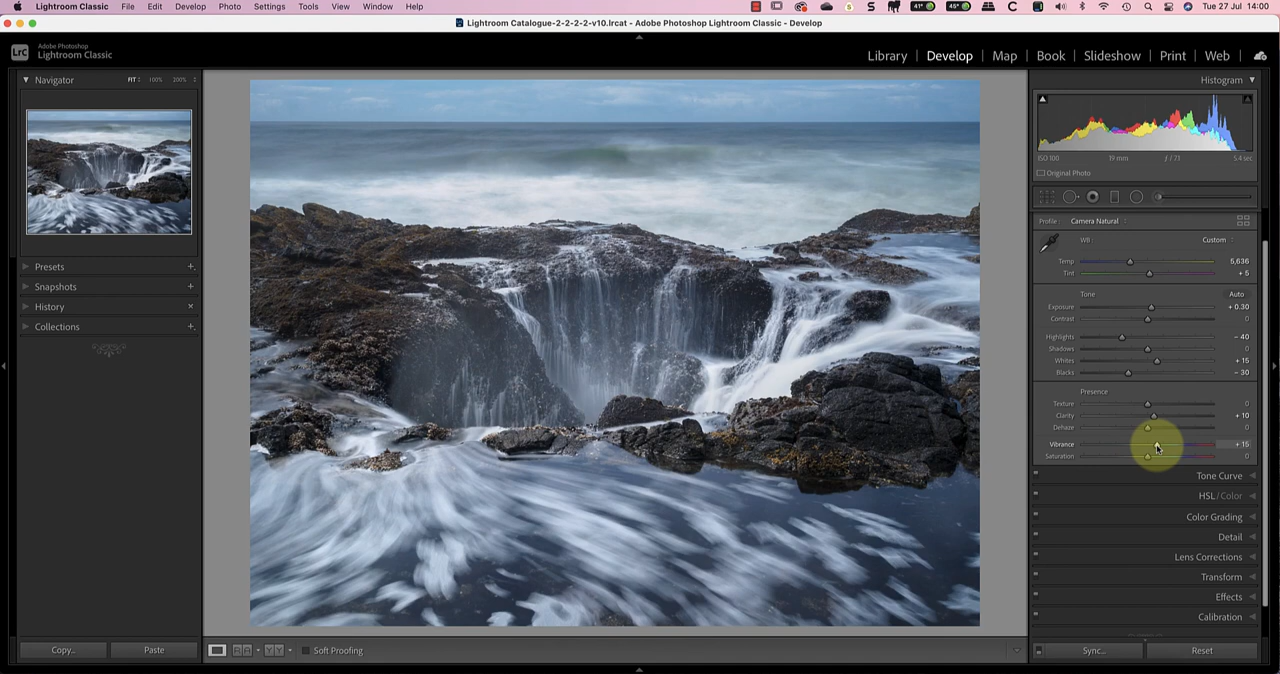 Lightroom Classic File Edit Develop Photo Settings Tools View Window Help 41° 45° Tue 27 Jul 14:00
Lightroom Catalogue-2-2-2-2-v10.lrcat - Adobe Photoshop Lightroom Classic - Develop
LrC Adobe Photoshop
Lightroom Classic
Library | Develop | Map | Book | Slideshow | Print | Web
Navigator FIT 100% 200%
Presets
Snapshots
History
Collections
Histogram
ISO 100 19 mm ƒ / 7.1 5.4 sec
Original Photo
Profile : Camera Natural
WB : Custom
Temp 5,636
Tint + 5
Tone Auto
Exposure + 0.30
Contrast 0
Highlights – 40
Shadows 0
Whites + 15
Blacks – 30
Presence
Texture 0
Clarity + 10
Dehaze 0
Vibrance + 15
Saturation 0
Tone Curve
HSL / Color
Color Grading
Detail
Lens Corrections
Transform
Effects
Calibration
Copy... Paste
R A Y Y Soft Proofing
Sync... Reset